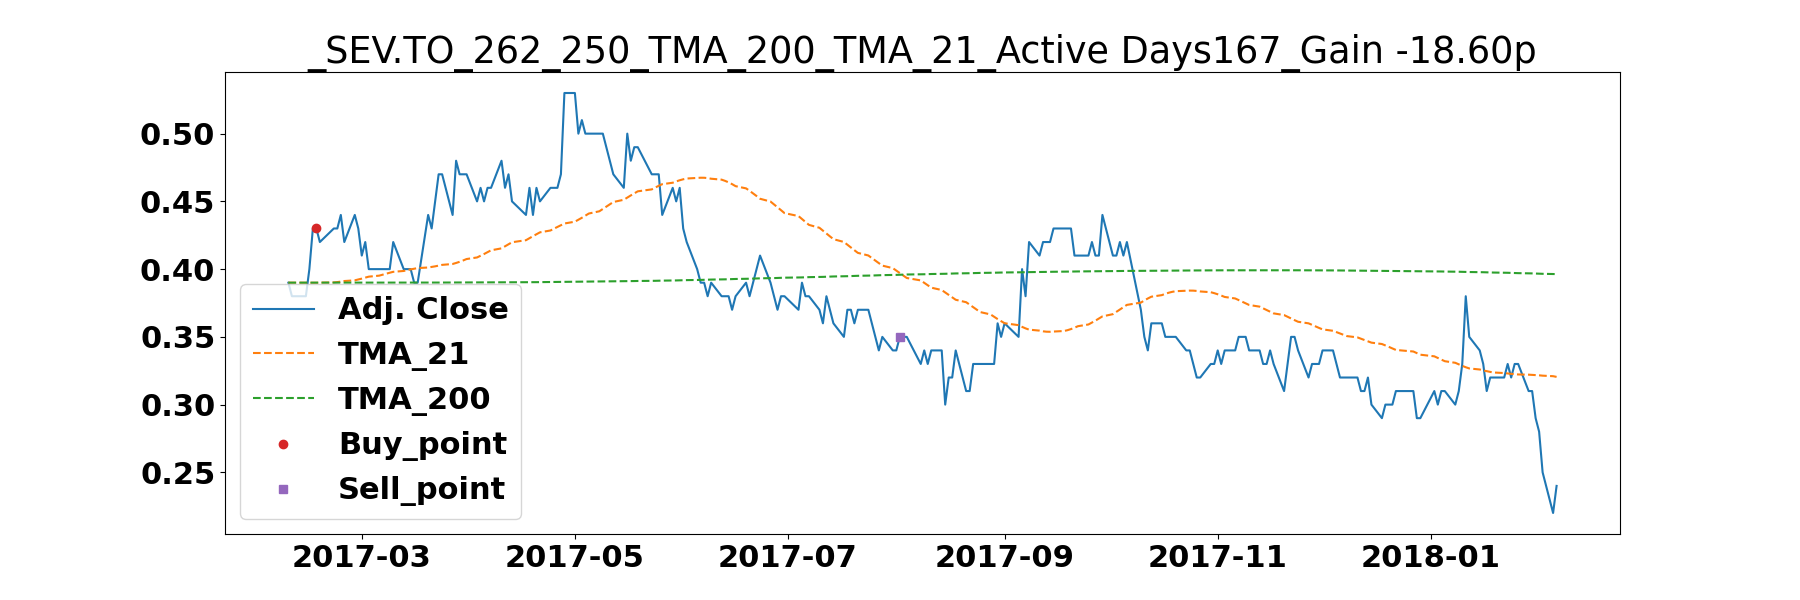 _SEV.TO_262_250_TMA_200_TMA_21_Active Days167_Gain -18.60p
0.50
0.45
0.40
0.35
0.30
0.25
Adj. Close
TMA_21
TMA_200
Buy_point
Sell_point
2017-03 2017-05 2017-07 2017-09 2017-11 2018-01